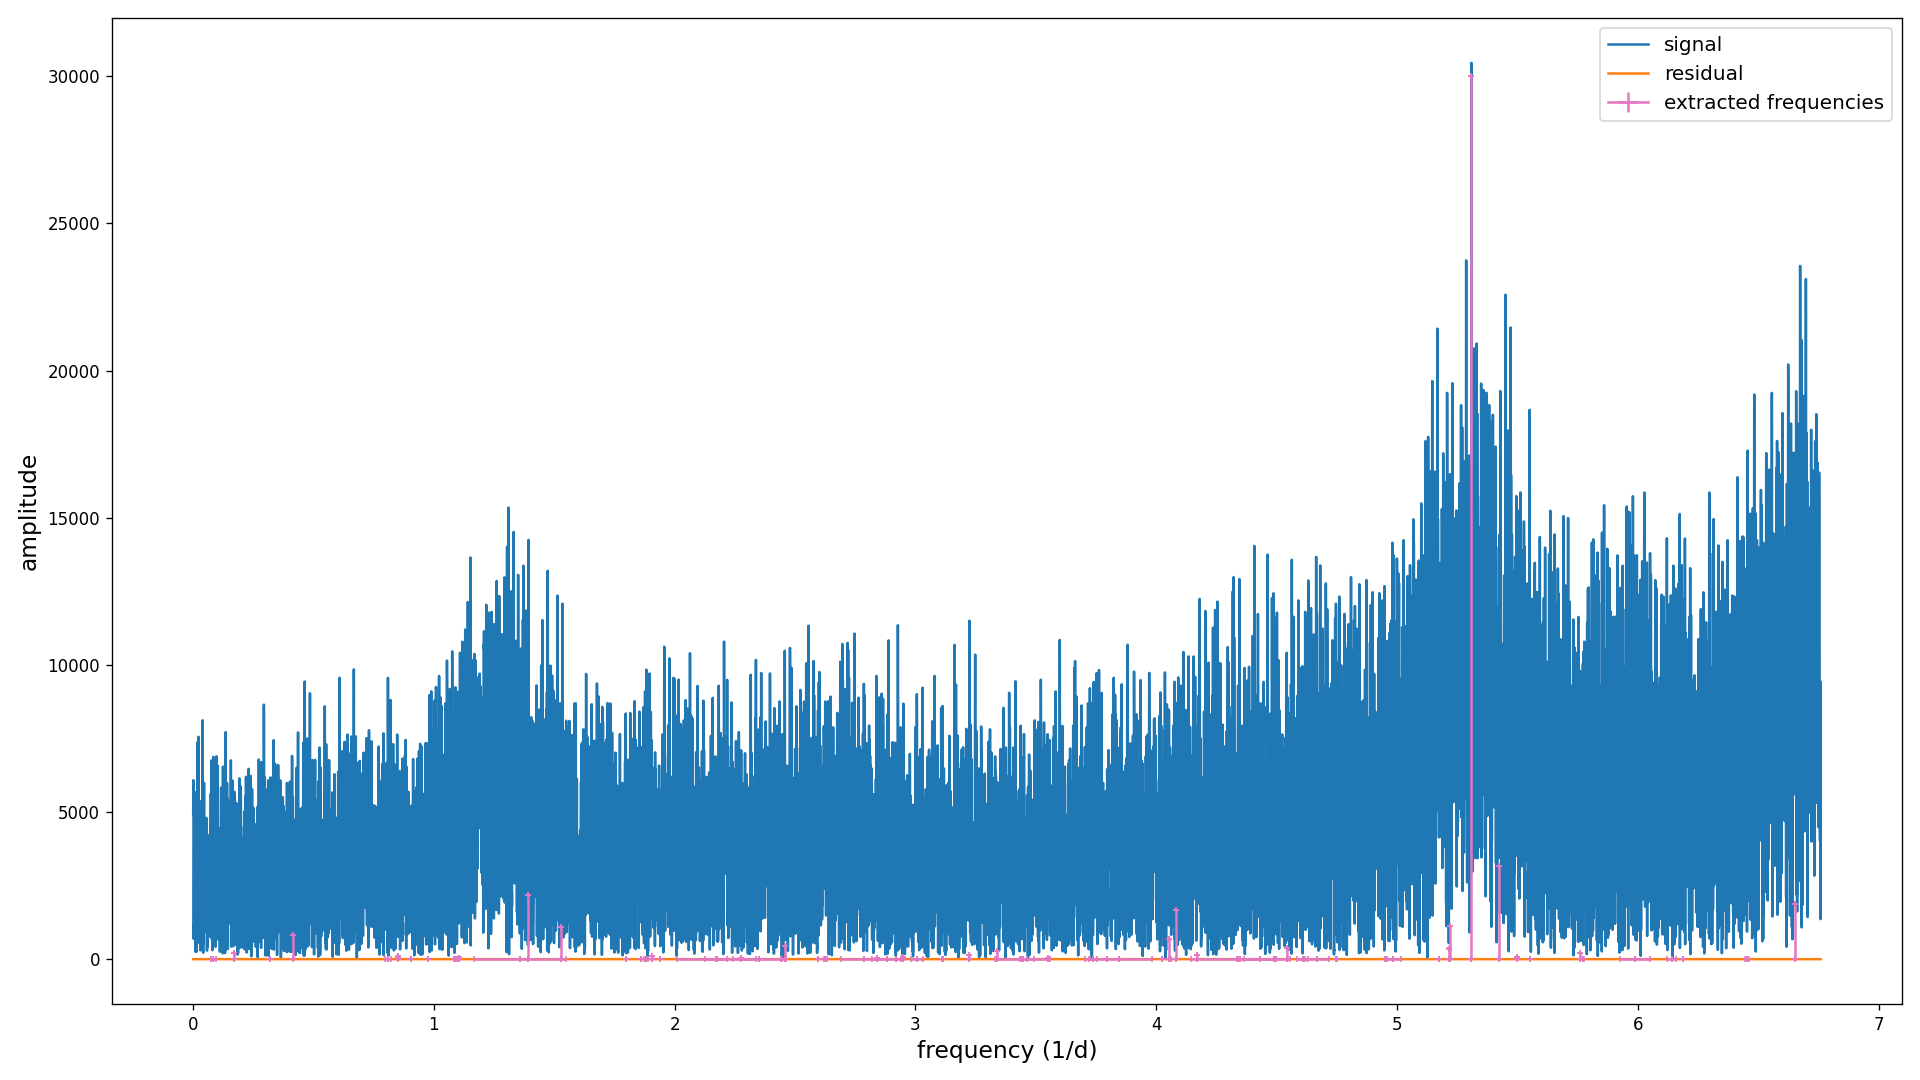 signal
residual
extracted frequencies
30000
25000
20000
15000
10000
5000
0
amplitude
0 1 2 3 4 5 6 7
frequency (1/d)